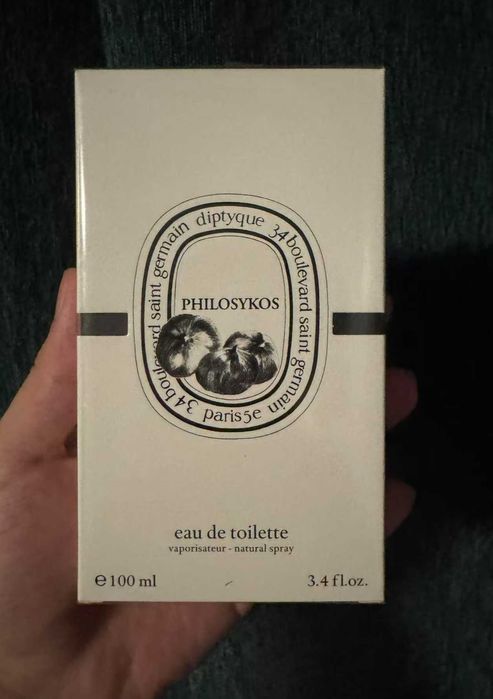 diptyque 34 boulevard saint germain paris5e 34 boulevard saint germain
PHILOSYKOS
eau de toilette
vaporisateur - natural spray
℮100 ml
3.4 fl.oz.